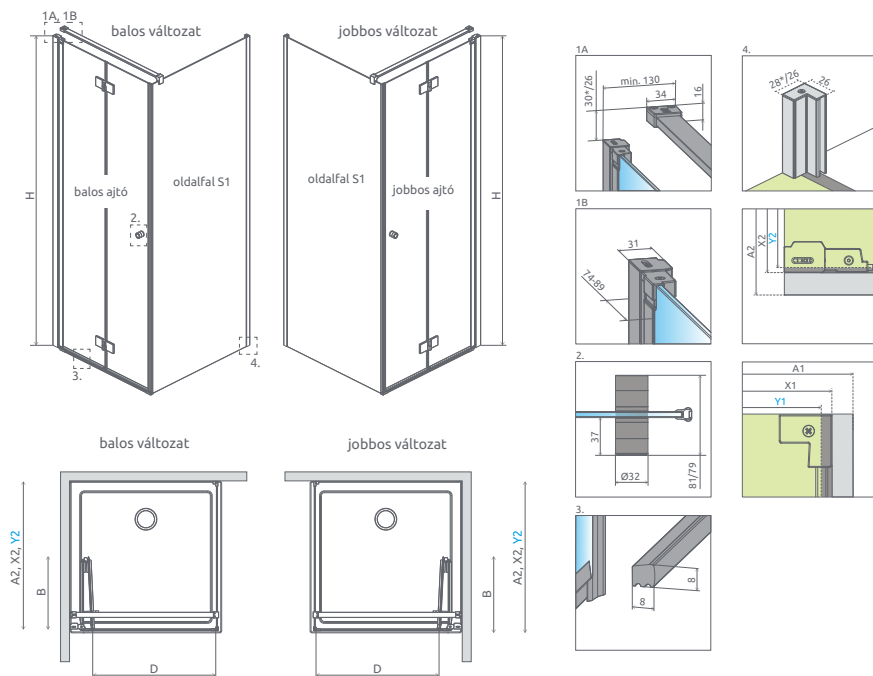 1A, 1B
balos változat
jobbos változat
H
balos ajtó
oldalfal S1
2.
3.
4.
oldalfal S1
jobbos ajtó
H
1A
min. 130
34
16
30*/26
4.
28*/26
26
1B
31
74-89
A2
X2
Y2
2.
37
Ø32
81/79
A1
X1
Y1
3.
8
8
balos változat
jobbos változat
A2, X2, Y2
B
D
A2, X2, Y2
B
D